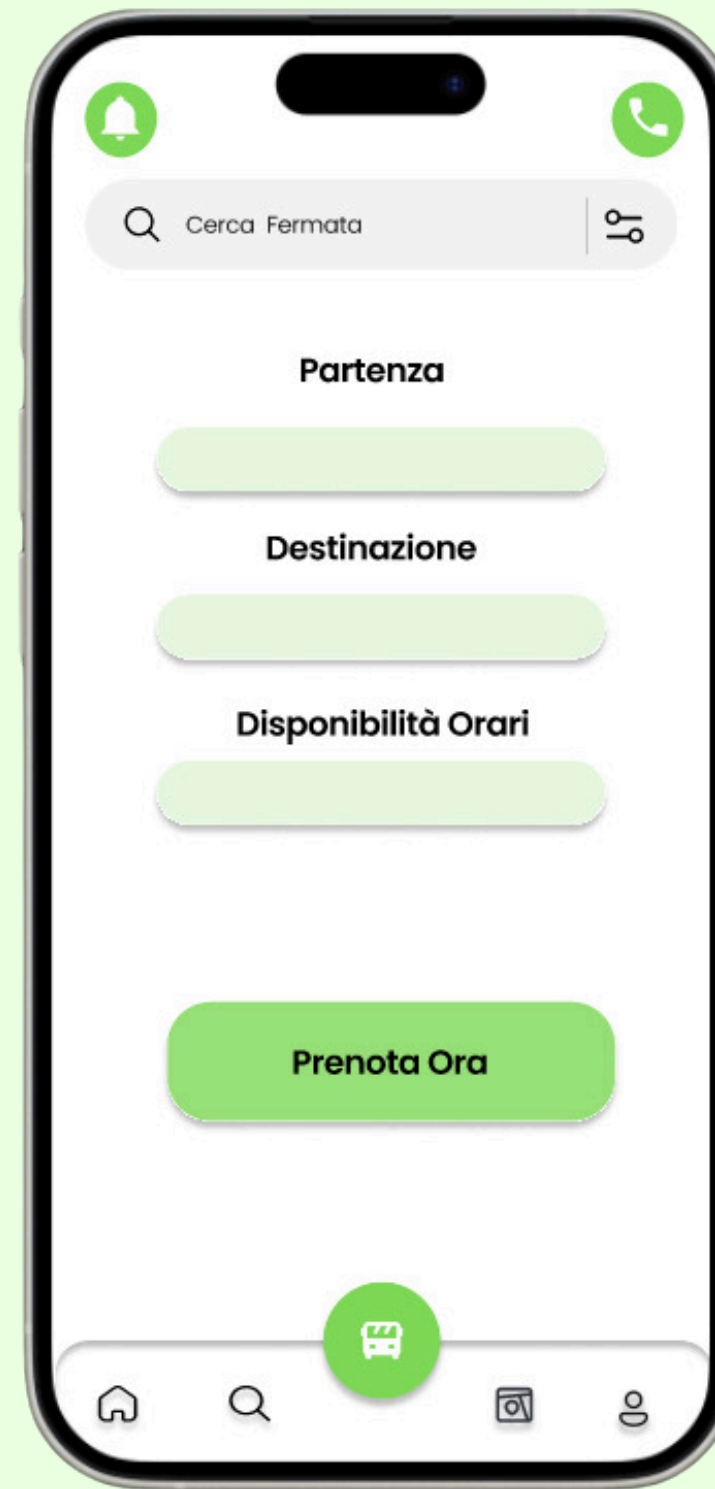 Cerca Fermata
Partenza
Destinazione
Disponibilità Orari
Prenota Ora